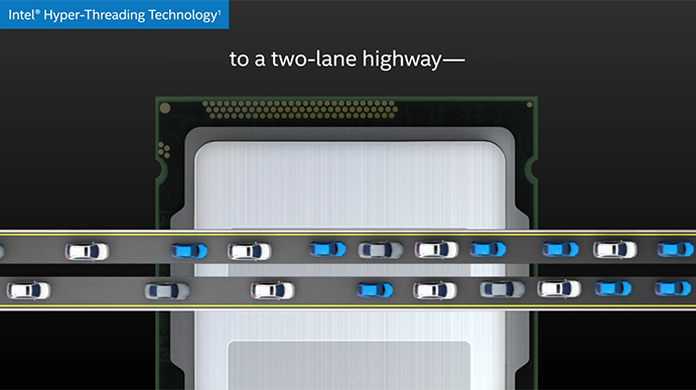 Intel® Hyper-Threading Technology¹
to a two-lane highway—